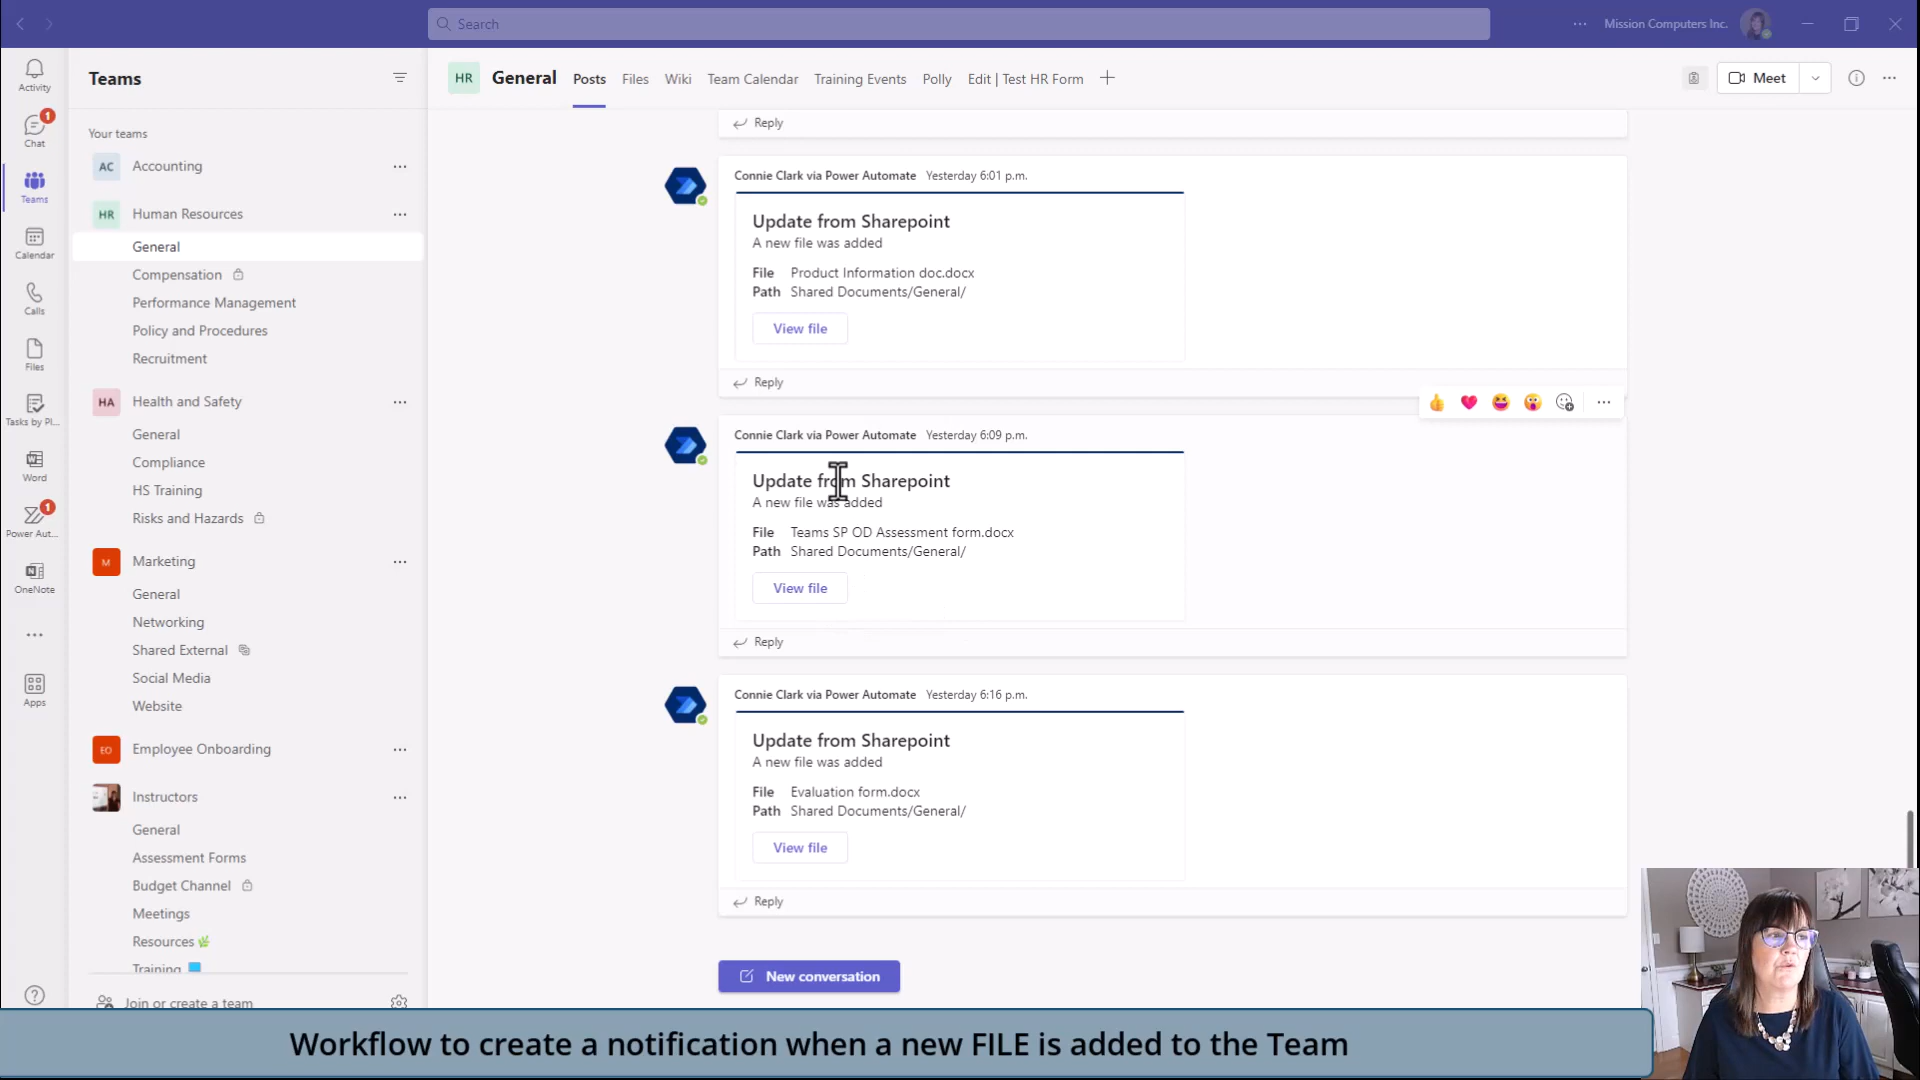 Search
Mission Computers Inc.
Activity
1
Chat
Teams
Calendar
Calls
Files
Tasks by Pl...
Word
1
Power Aut...
OneNote
Apps
Teams
Your teams
AC Accounting
HR Human Resources
General
Compensation
Performance Management
Policy and Procedures
Recruitment
HA Health and Safety
General
Compliance
HS Training
Risks and Hazards
M Marketing
General
Networking
Shared External
Social Media
Website
EO Employee Onboarding
Instructors
General
Assessment Forms
Budget Channel
Meetings
Resources
Training
Join or create a team
HR General Posts Files Wiki Team Calendar Training Events Polly Edit | Test HR Form
Meet
Reply
Connie Clark via Power Automate Yesterday 6:01 p.m.
Update from Sharepoint
A new file was added
File Product Information doc.docx
Path Shared Documents/General/
View file
Reply
Connie Clark via Power Automate Yesterday 6:09 p.m.
Update from Sharepoint
A new file was added
File Teams SP OD Assessment form.docx
Path Shared Documents/General/
View file
Reply
Connie Clark via Power Automate Yesterday 6:16 p.m.
Update from Sharepoint
A new file was added
File Evaluation form.docx
Path Shared Documents/General/
View file
Reply
New conversation
Workflow to create a notification when a new FILE is added to the Team